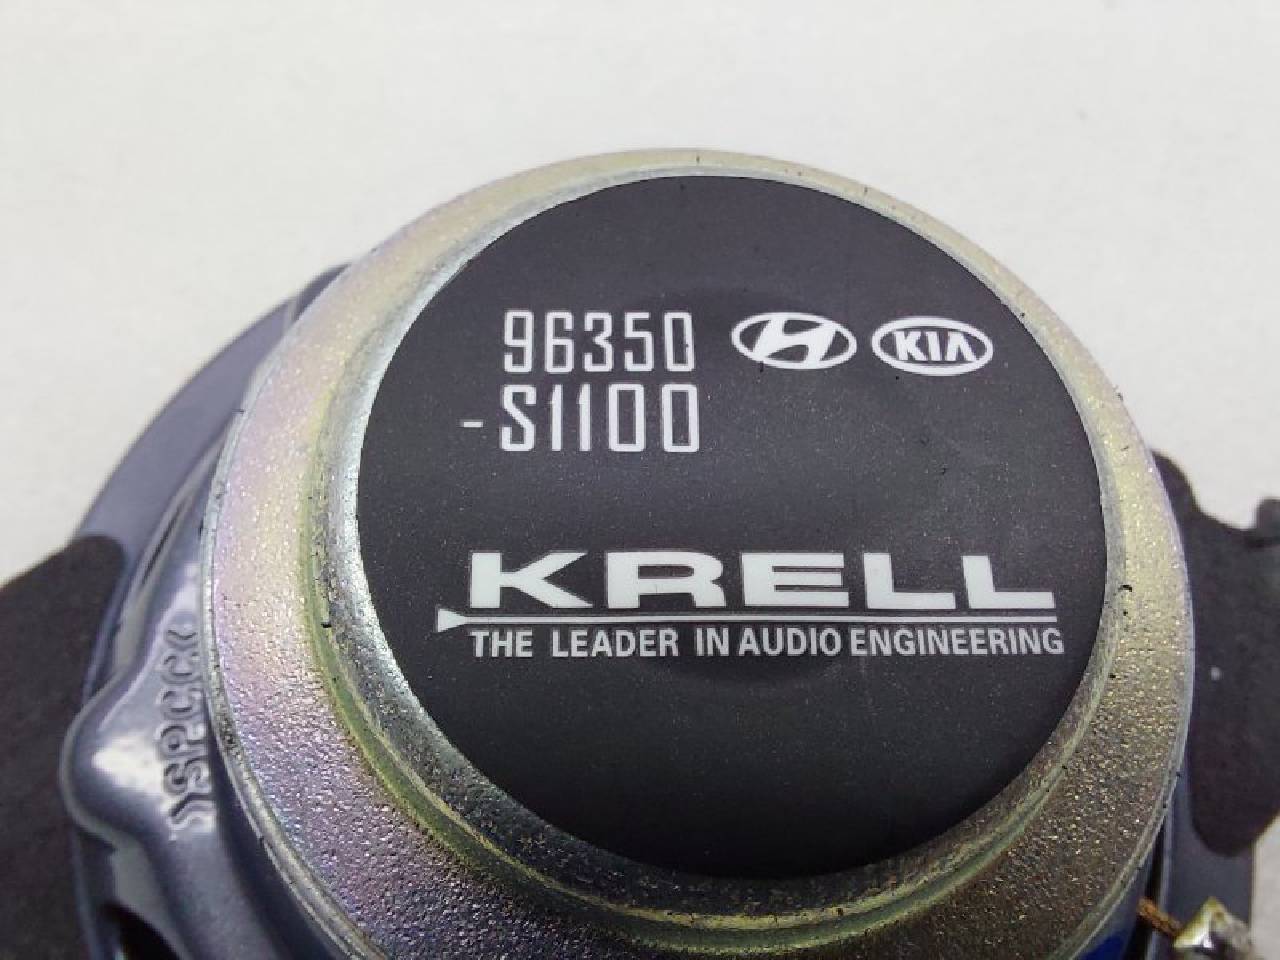 96350
-S1100
KIA
KRELL
THE LEADER IN AUDIO ENGINEERING
>SPCC<